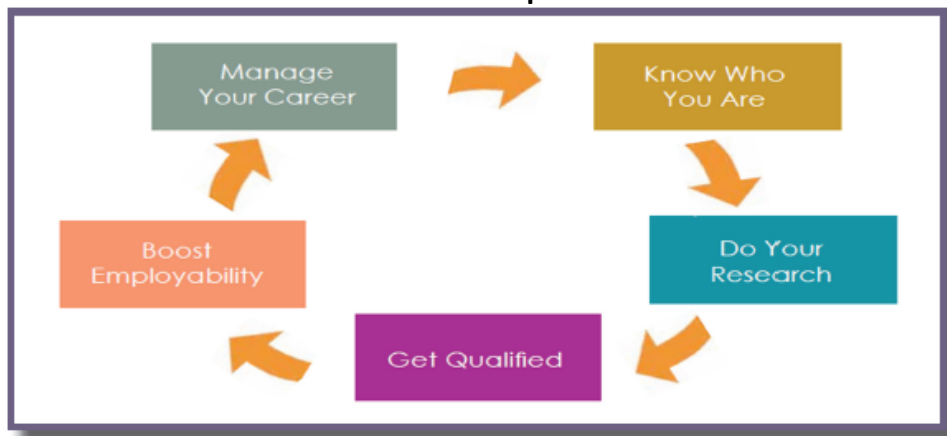 Manage
Your Career
Know Who
You Are
Do Your
Research
Get Qualified
Boost
Employability